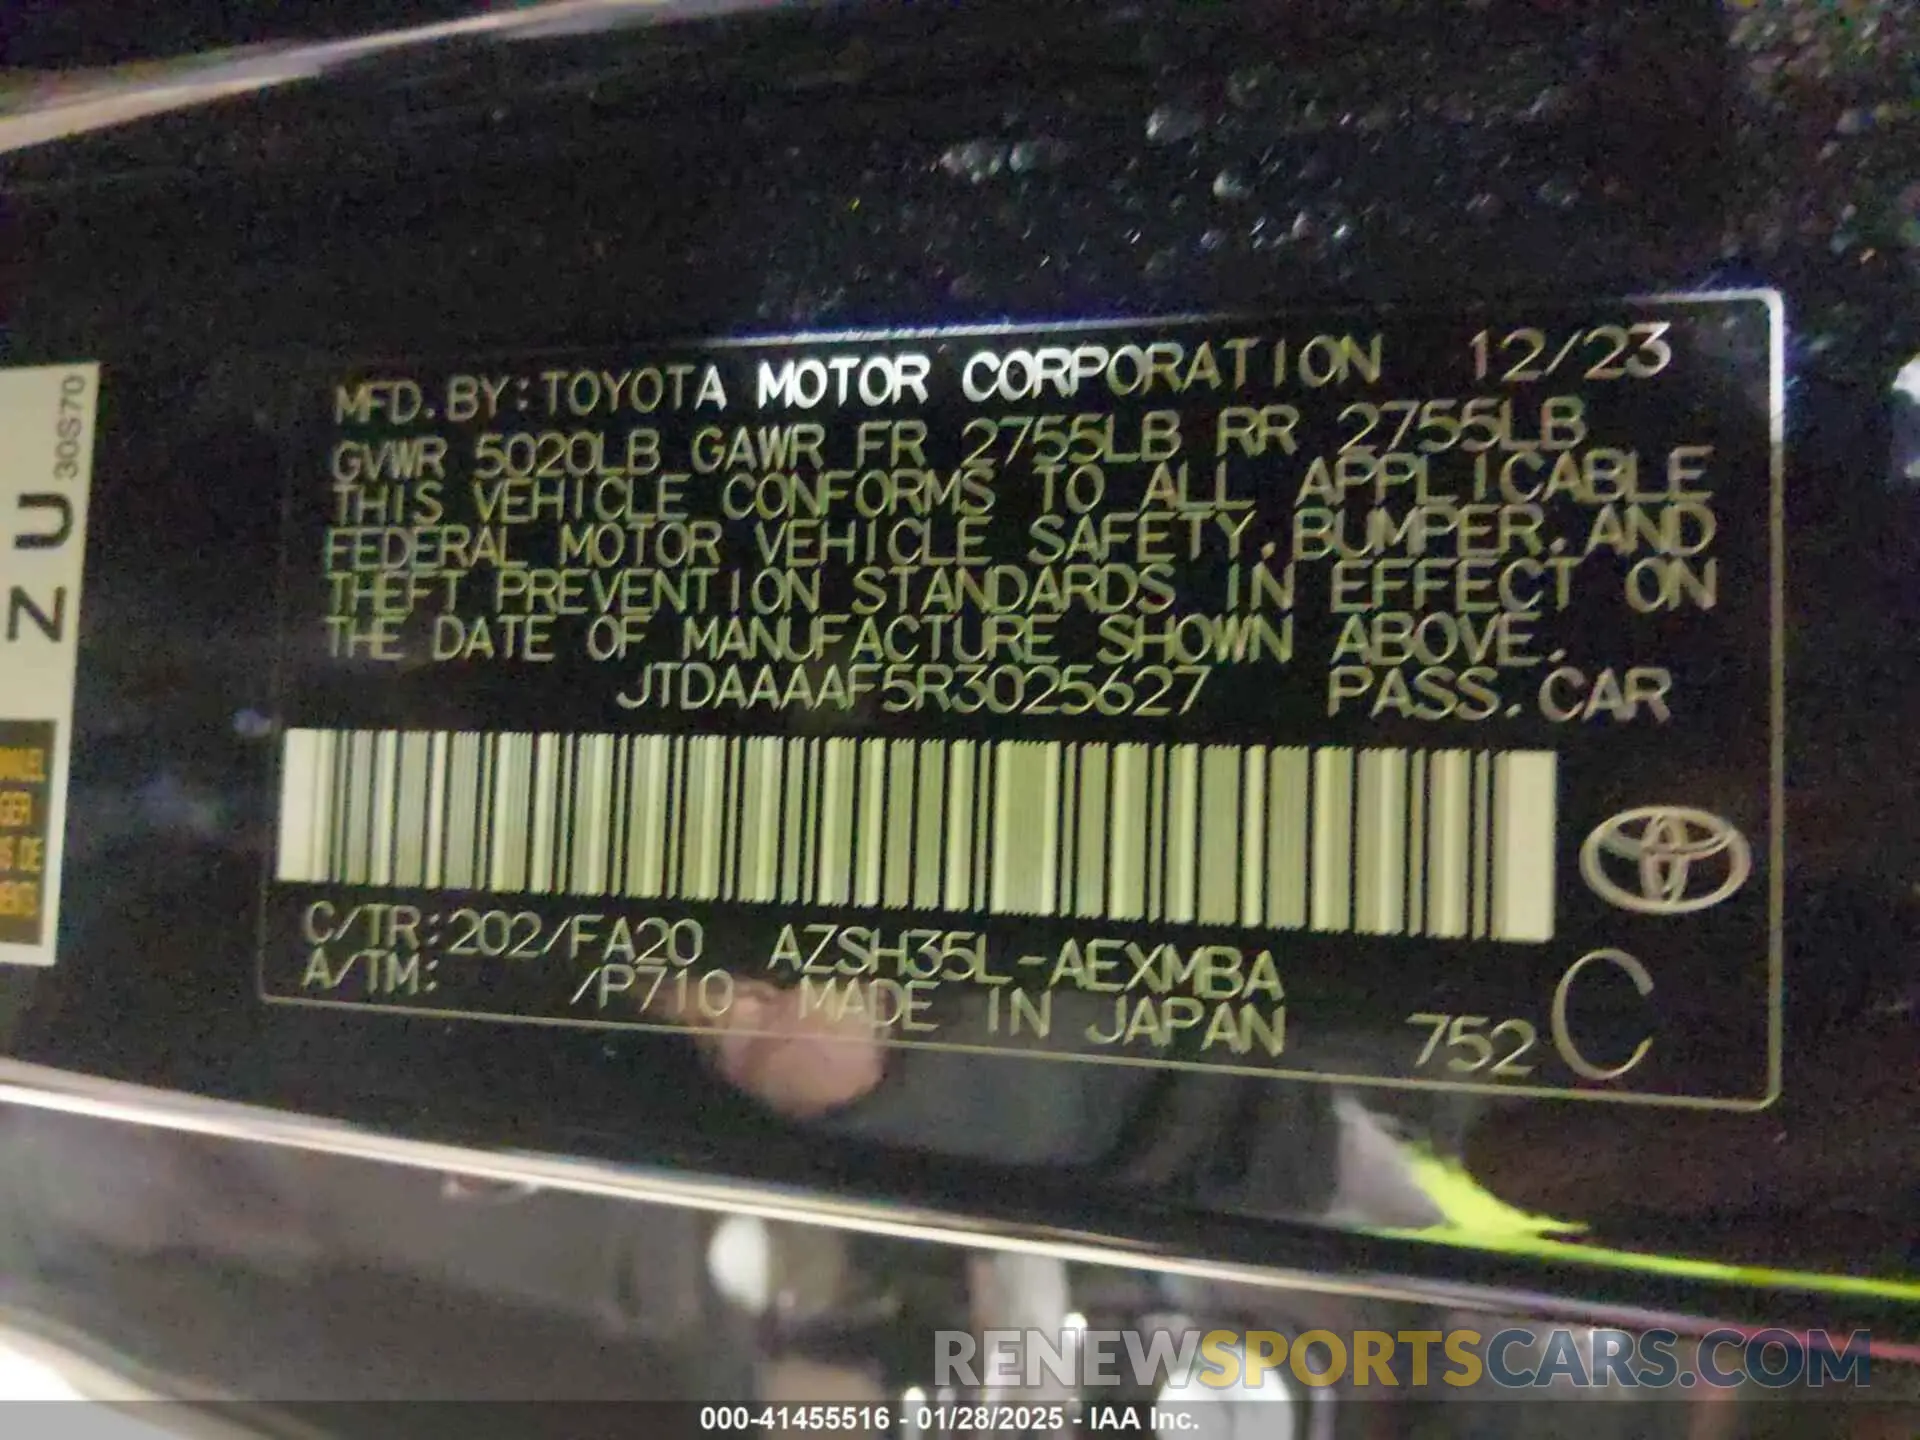 MFD. BY: TOYOTA MOTOR CORPORATION 12/23
GVWR 5020LB GAWR FR 2755LB RR 2755LB
THIS VEHICLE CONFORMS TO ALL APPLICABLE
FEDERAL MOTOR VEHICLE SAFETY, BUMPER, AND
THEFT PREVENTION STANDARDS IN EFFECT ON
THE DATE OF MANUFACTURE SHOWN ABOVE.
JTDAAAAF5R3025627 PASS. CAR
C/TR: 202/FA20 AZSH35L-AEXMBA
A/TM: /P710 MADE IN JAPAN
752 C
ZU
30S70
GER
DE
RENEWSPORTSCARS.COM
000-41455516 - 01/28/2025 - IAA Inc.